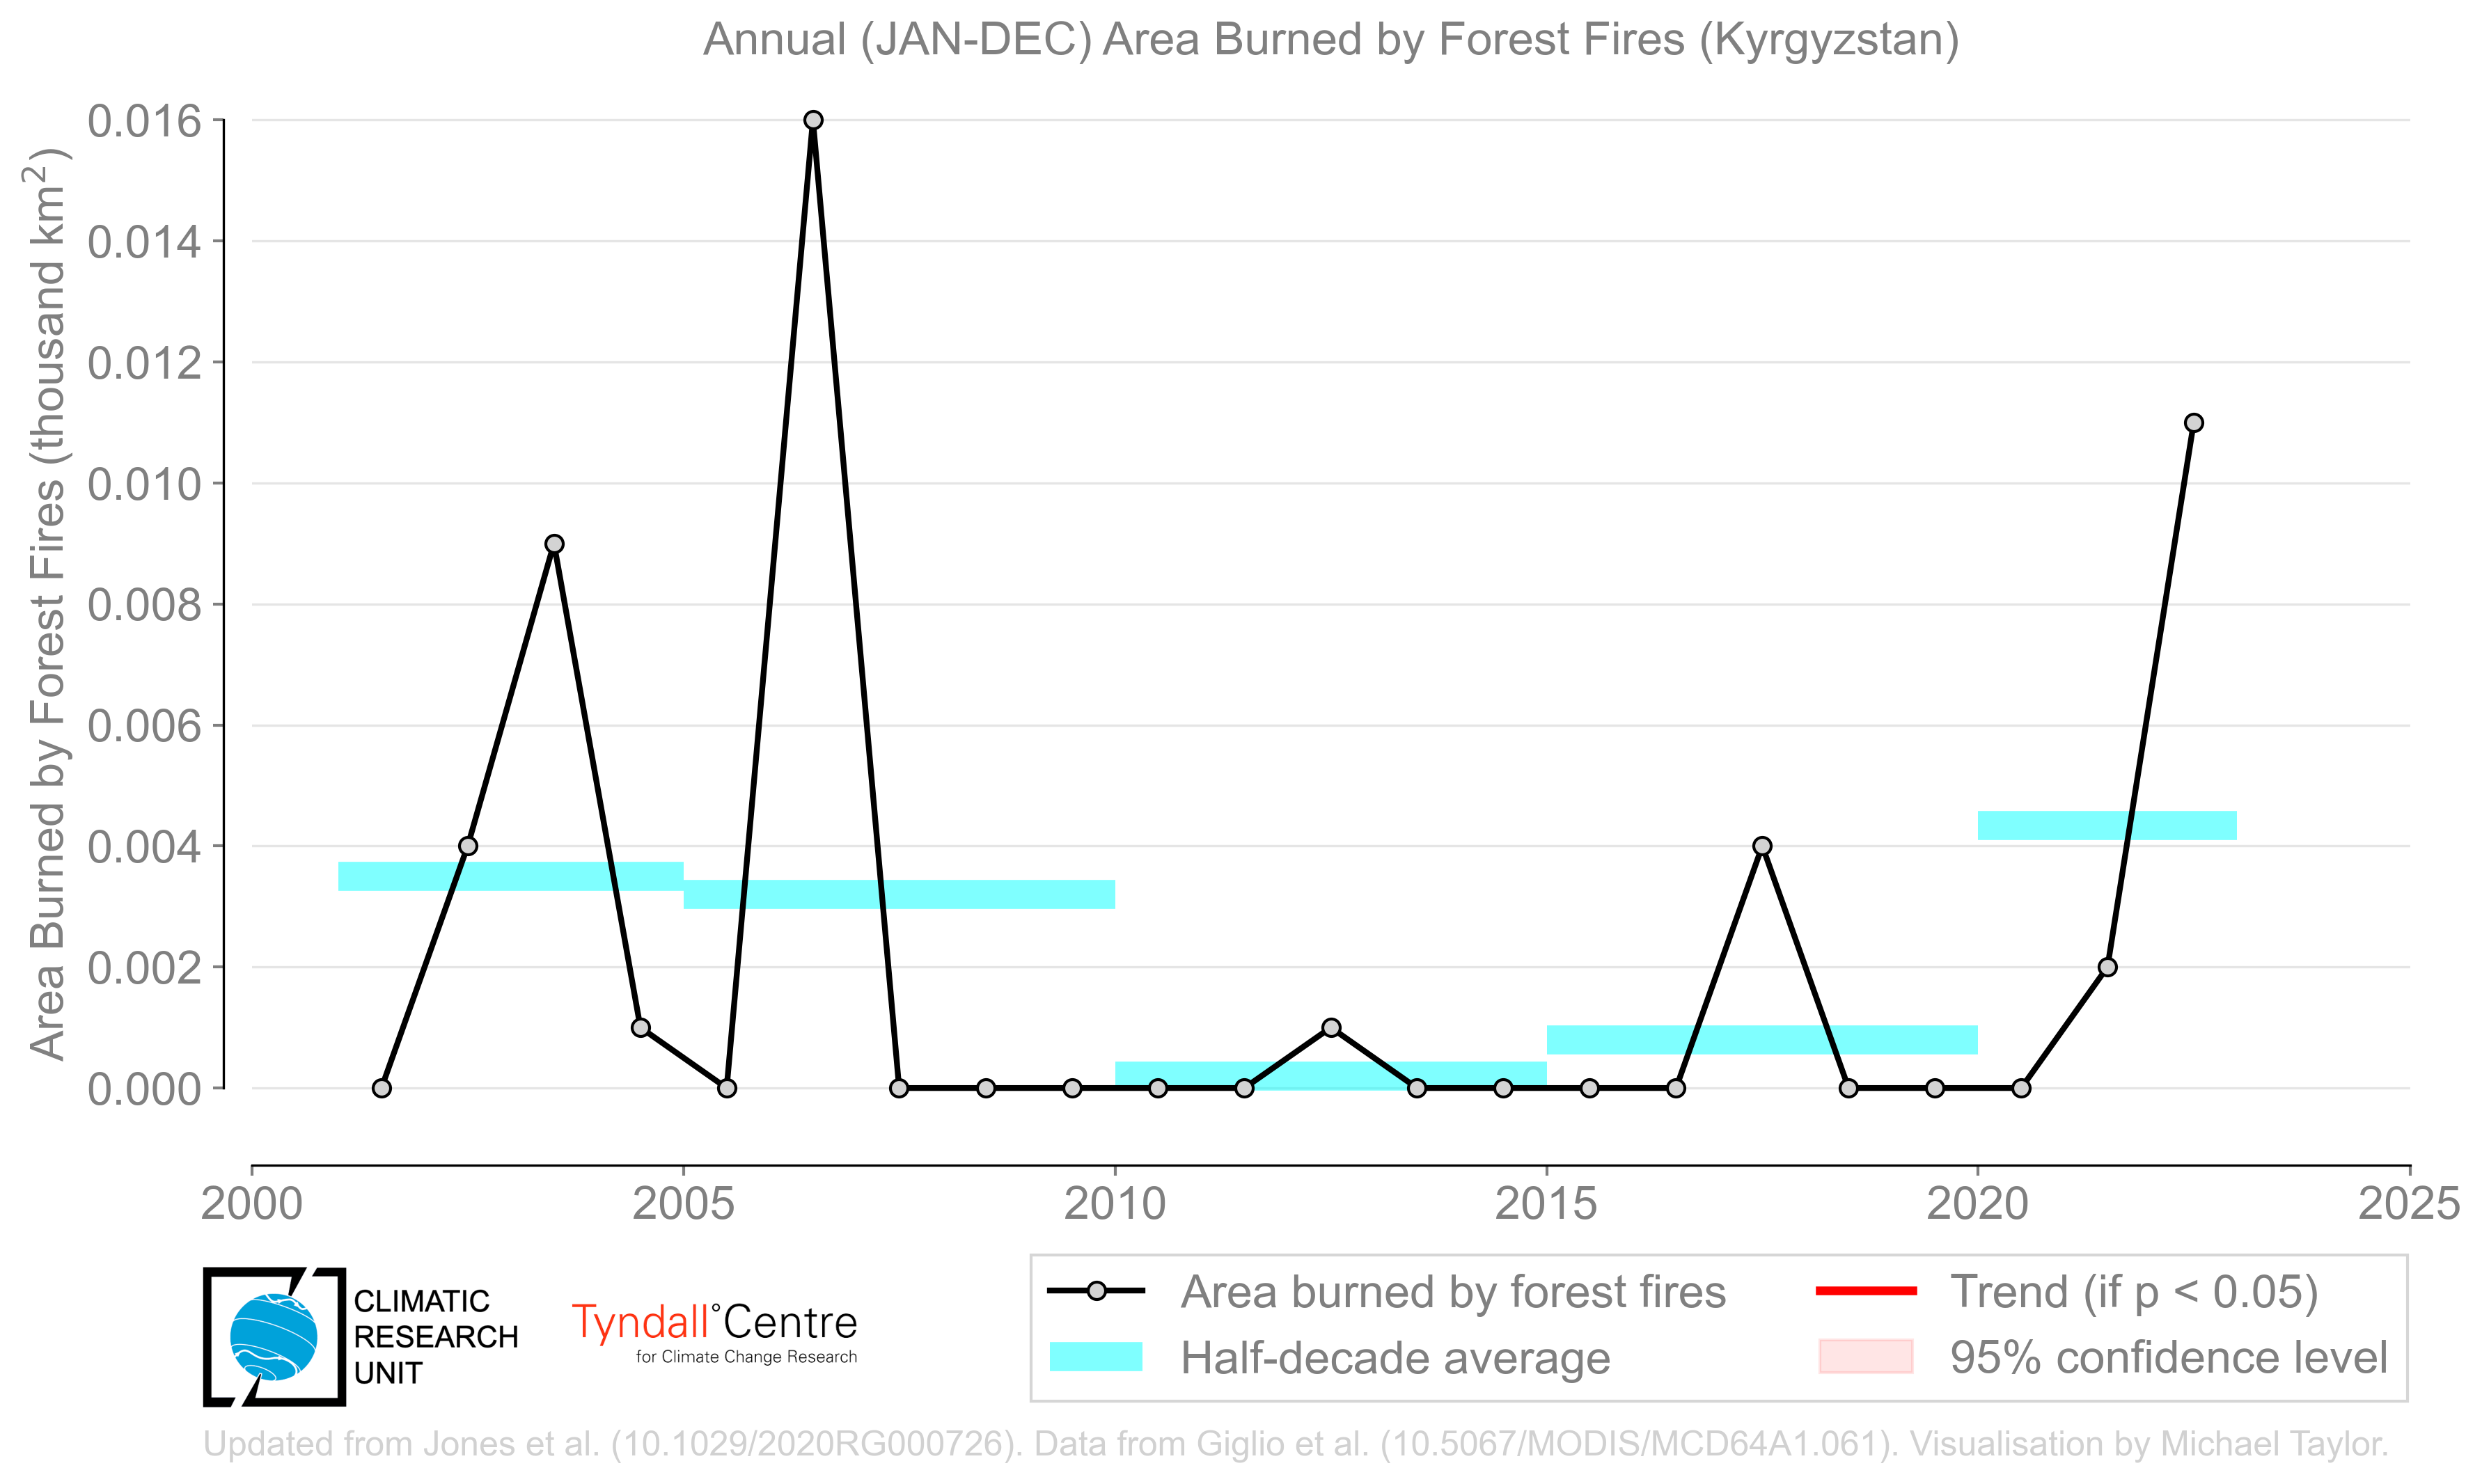 Annual (JAN-DEC) Area Burned by Forest Fires (Kyrgyzstan)
Area Burned by Forest Fires (thousand km²)
0.016
0.014
0.012
0.010
0.008
0.006
0.004
0.002
0.000
2000
2005
2010
2015
2020
2025
CLIMATIC
RESEARCH
UNIT
Tyndall°Centre
for Climate Change Research
Area burned by forest fires
Half-decade average
Trend (if p < 0.05)
95% confidence level
Updated from Jones et al. (10.1029/2020RG000726). Data from Giglio et al. (10.5067/MODIS/MCD64A1.061). Visualisation by Michael Taylor.